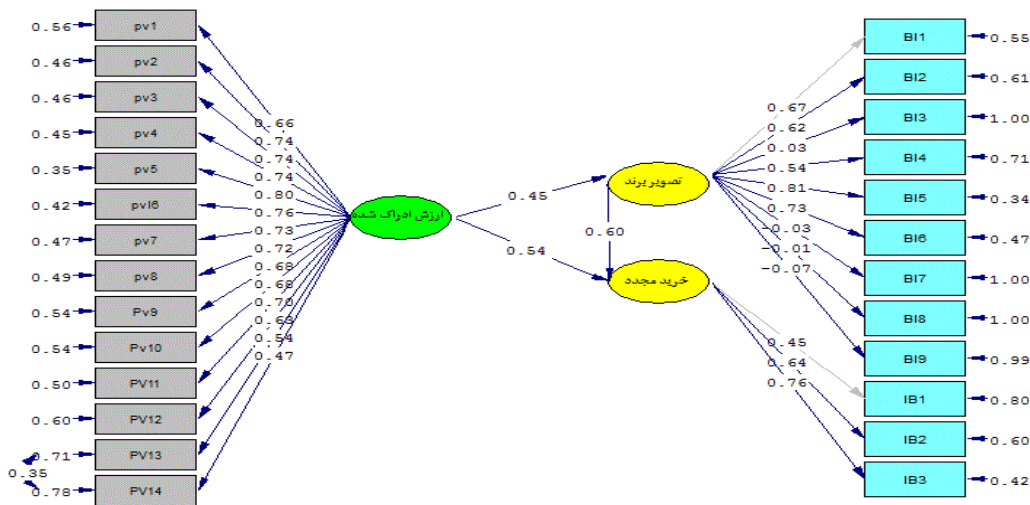 0.56 pv1
0.46 pv2
0.46 pv3
0.45 pv4
0.35 pv5
0.42 pvl6
0.47 pv7
0.49 pv8
0.54 Pv9
0.54 Pv10
0.50 PV11
0.60 PV12
0.71 PV13
0.35
0.78 PV14
0.66
0.74
0.74
0.74
0.80
0.76
0.73
0.72
0.68
0.68
0.70
0.63
0.54
0.47
ارزش ادراک شده
0.45
0.54
تصویر برند
0.60
خرید مجدد
0.67
0.62
0.03
0.54
0.81
0.73
-0.03
-0.01
-0.07
0.45
0.64
0.76
BI1 0.55
BI2 0.61
BI3 1.00
BI4 0.71
BI5 0.34
BI6 0.47
BI7 1.00
BI8 1.00
BI9 0.99
IB1 0.80
IB2 0.60
IB3 0.42